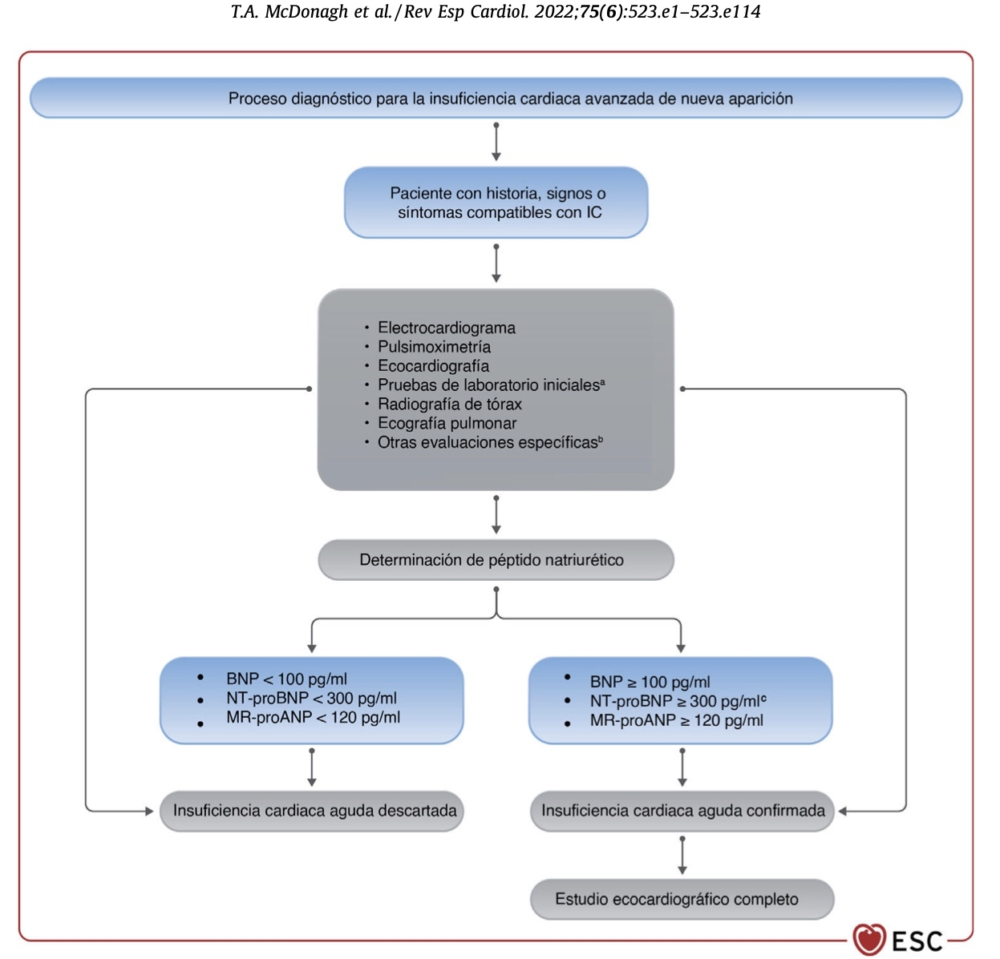 T.A. McDonagh et al. / Rev Esp Cardiol. 2022;75(6):523.e1–523.e114
Proceso diagnóstico para la insuficiencia cardiaca avanzada de nueva aparición
Paciente con historia, signos o
síntomas compatibles con IC
• Electrocardiograma
• Pulsimoximetría
• Ecocardiografía
• Pruebas de laboratorio inicialesᵃ
• Radiografía de tórax
• Ecografía pulmonar
• Otras evaluaciones específicasᵇ
Determinación de péptido natriurético
• BNP < 100 pg/ml
• NT-proBNP < 300 pg/ml
• MR-proANP < 120 pg/ml
• BNP ≥ 100 pg/ml
• NT-proBNP ≥ 300 pg/mlᶜ
• MR-proANP ≥ 120 pg/ml
Insuficiencia cardiaca aguda descartada
Insuficiencia cardiaca aguda confirmada
Estudio ecocardiográfico completo
ESC